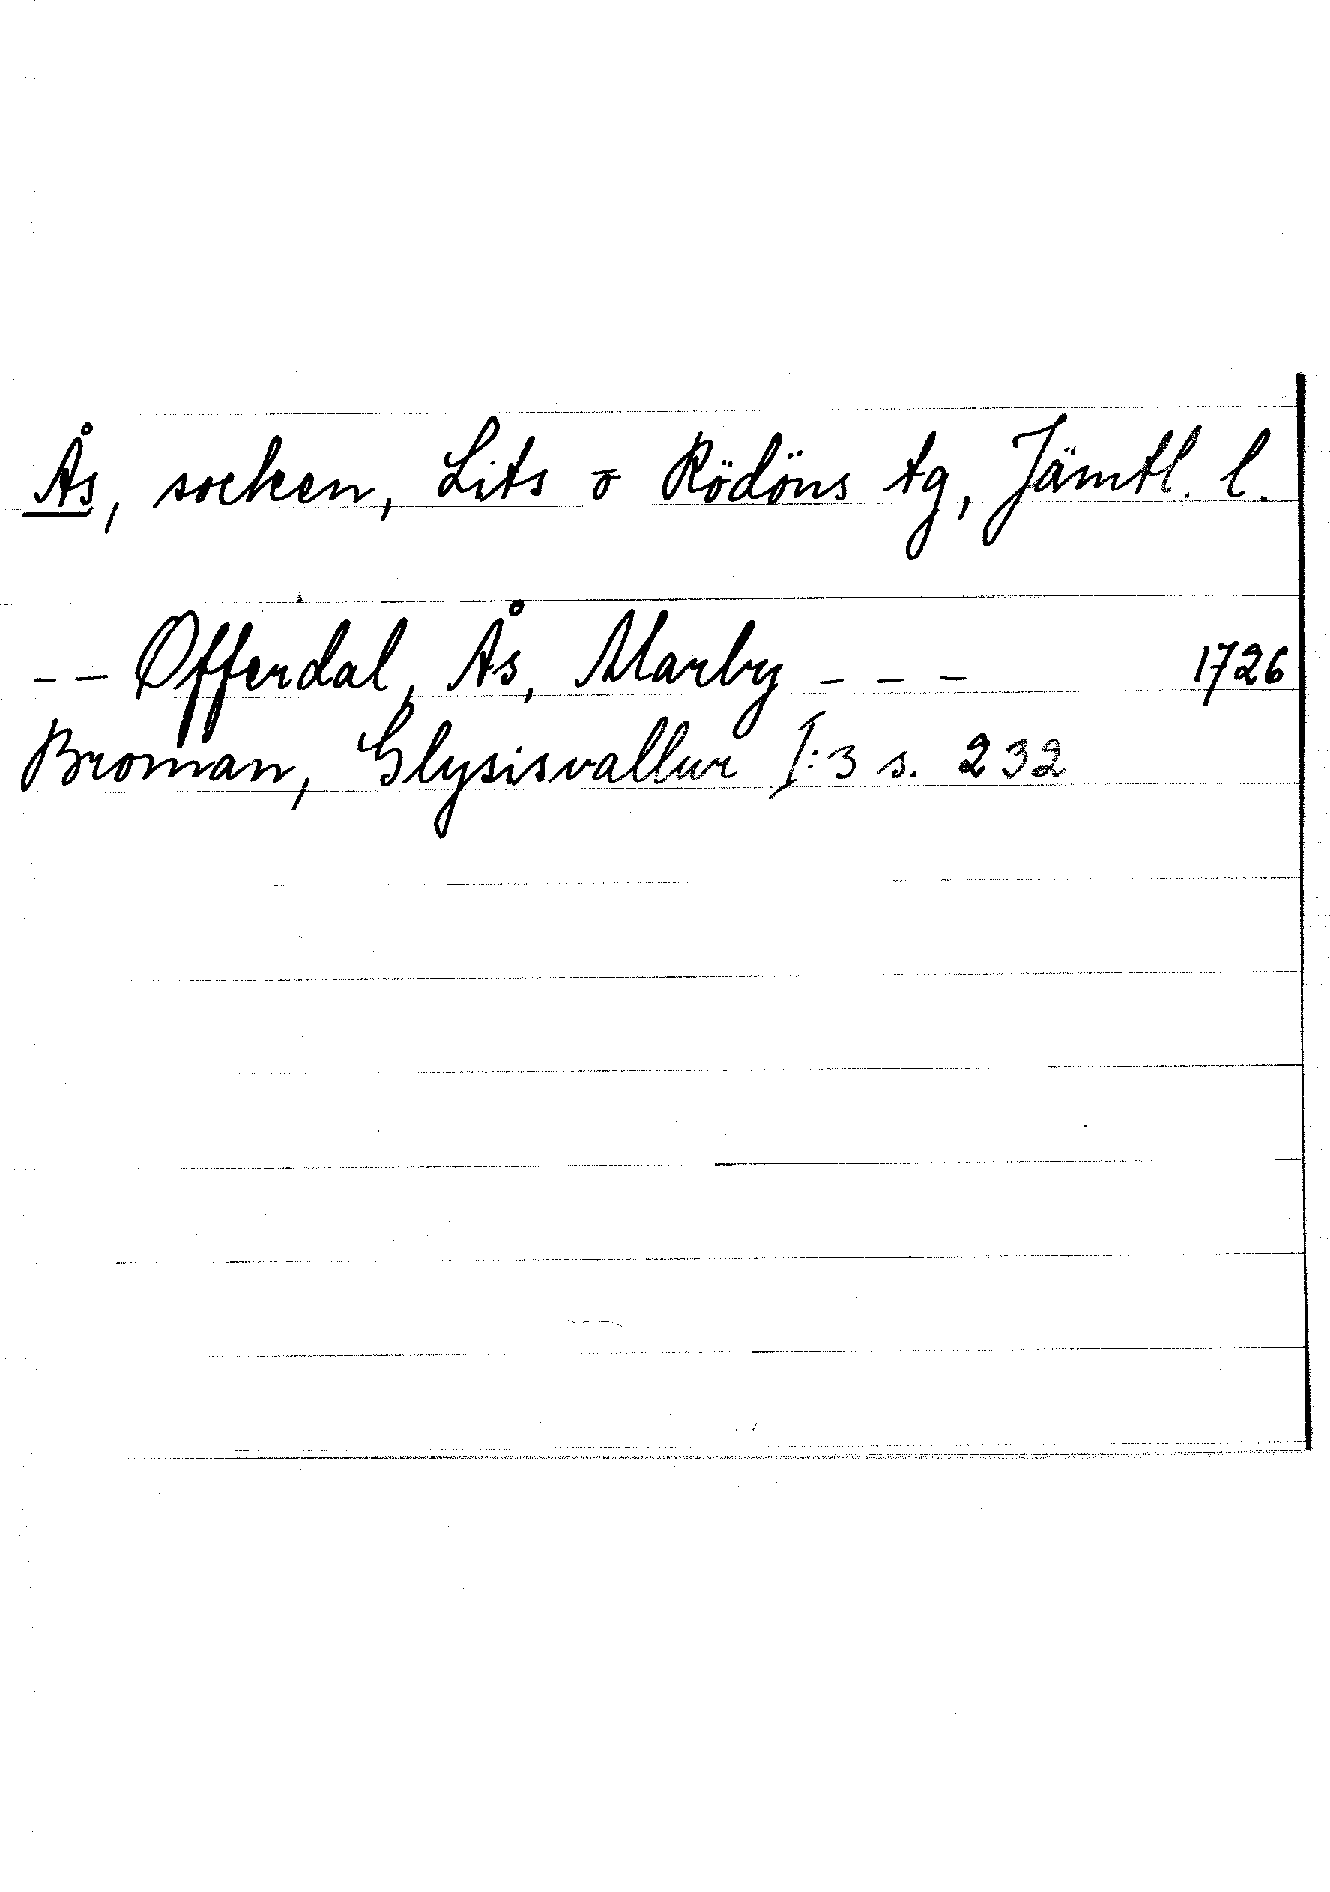 Ås, socken, Lits o Rödöns tg, Jämtl. l.
-- Offerdal, Ås, Marby --- 1726
Broman, Glysisvallur I:3 s. 232